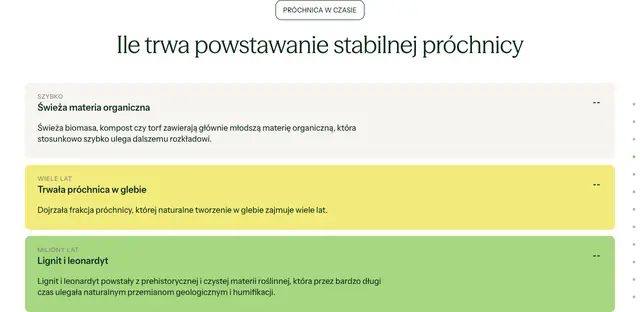 PRÓCHNICA W CZASIE
Ile trwa powstawanie stabilnej próchnicy
SZYBKO
Świeża materia organiczna
--
Świeża biomasa, kompost czy torf zawierają głównie młodszą materię organiczną, która
stosunkowo szybko ulega dalszemu rozkładowi.
WIELE LAT
Trwała próchnica w glebie
--
Dojrzała frakcja próchnicy, której naturalne tworzenie w glebie zajmuje wiele lat.
MILIONY LAT
Lignit i leonardyt
--
Lignit i leonardyt powstały z prehistorycznej i czystej materii roślinnej, która przez bardzo długi
czas ulegała naturalnym przemianom geologicznym i humifikacji.